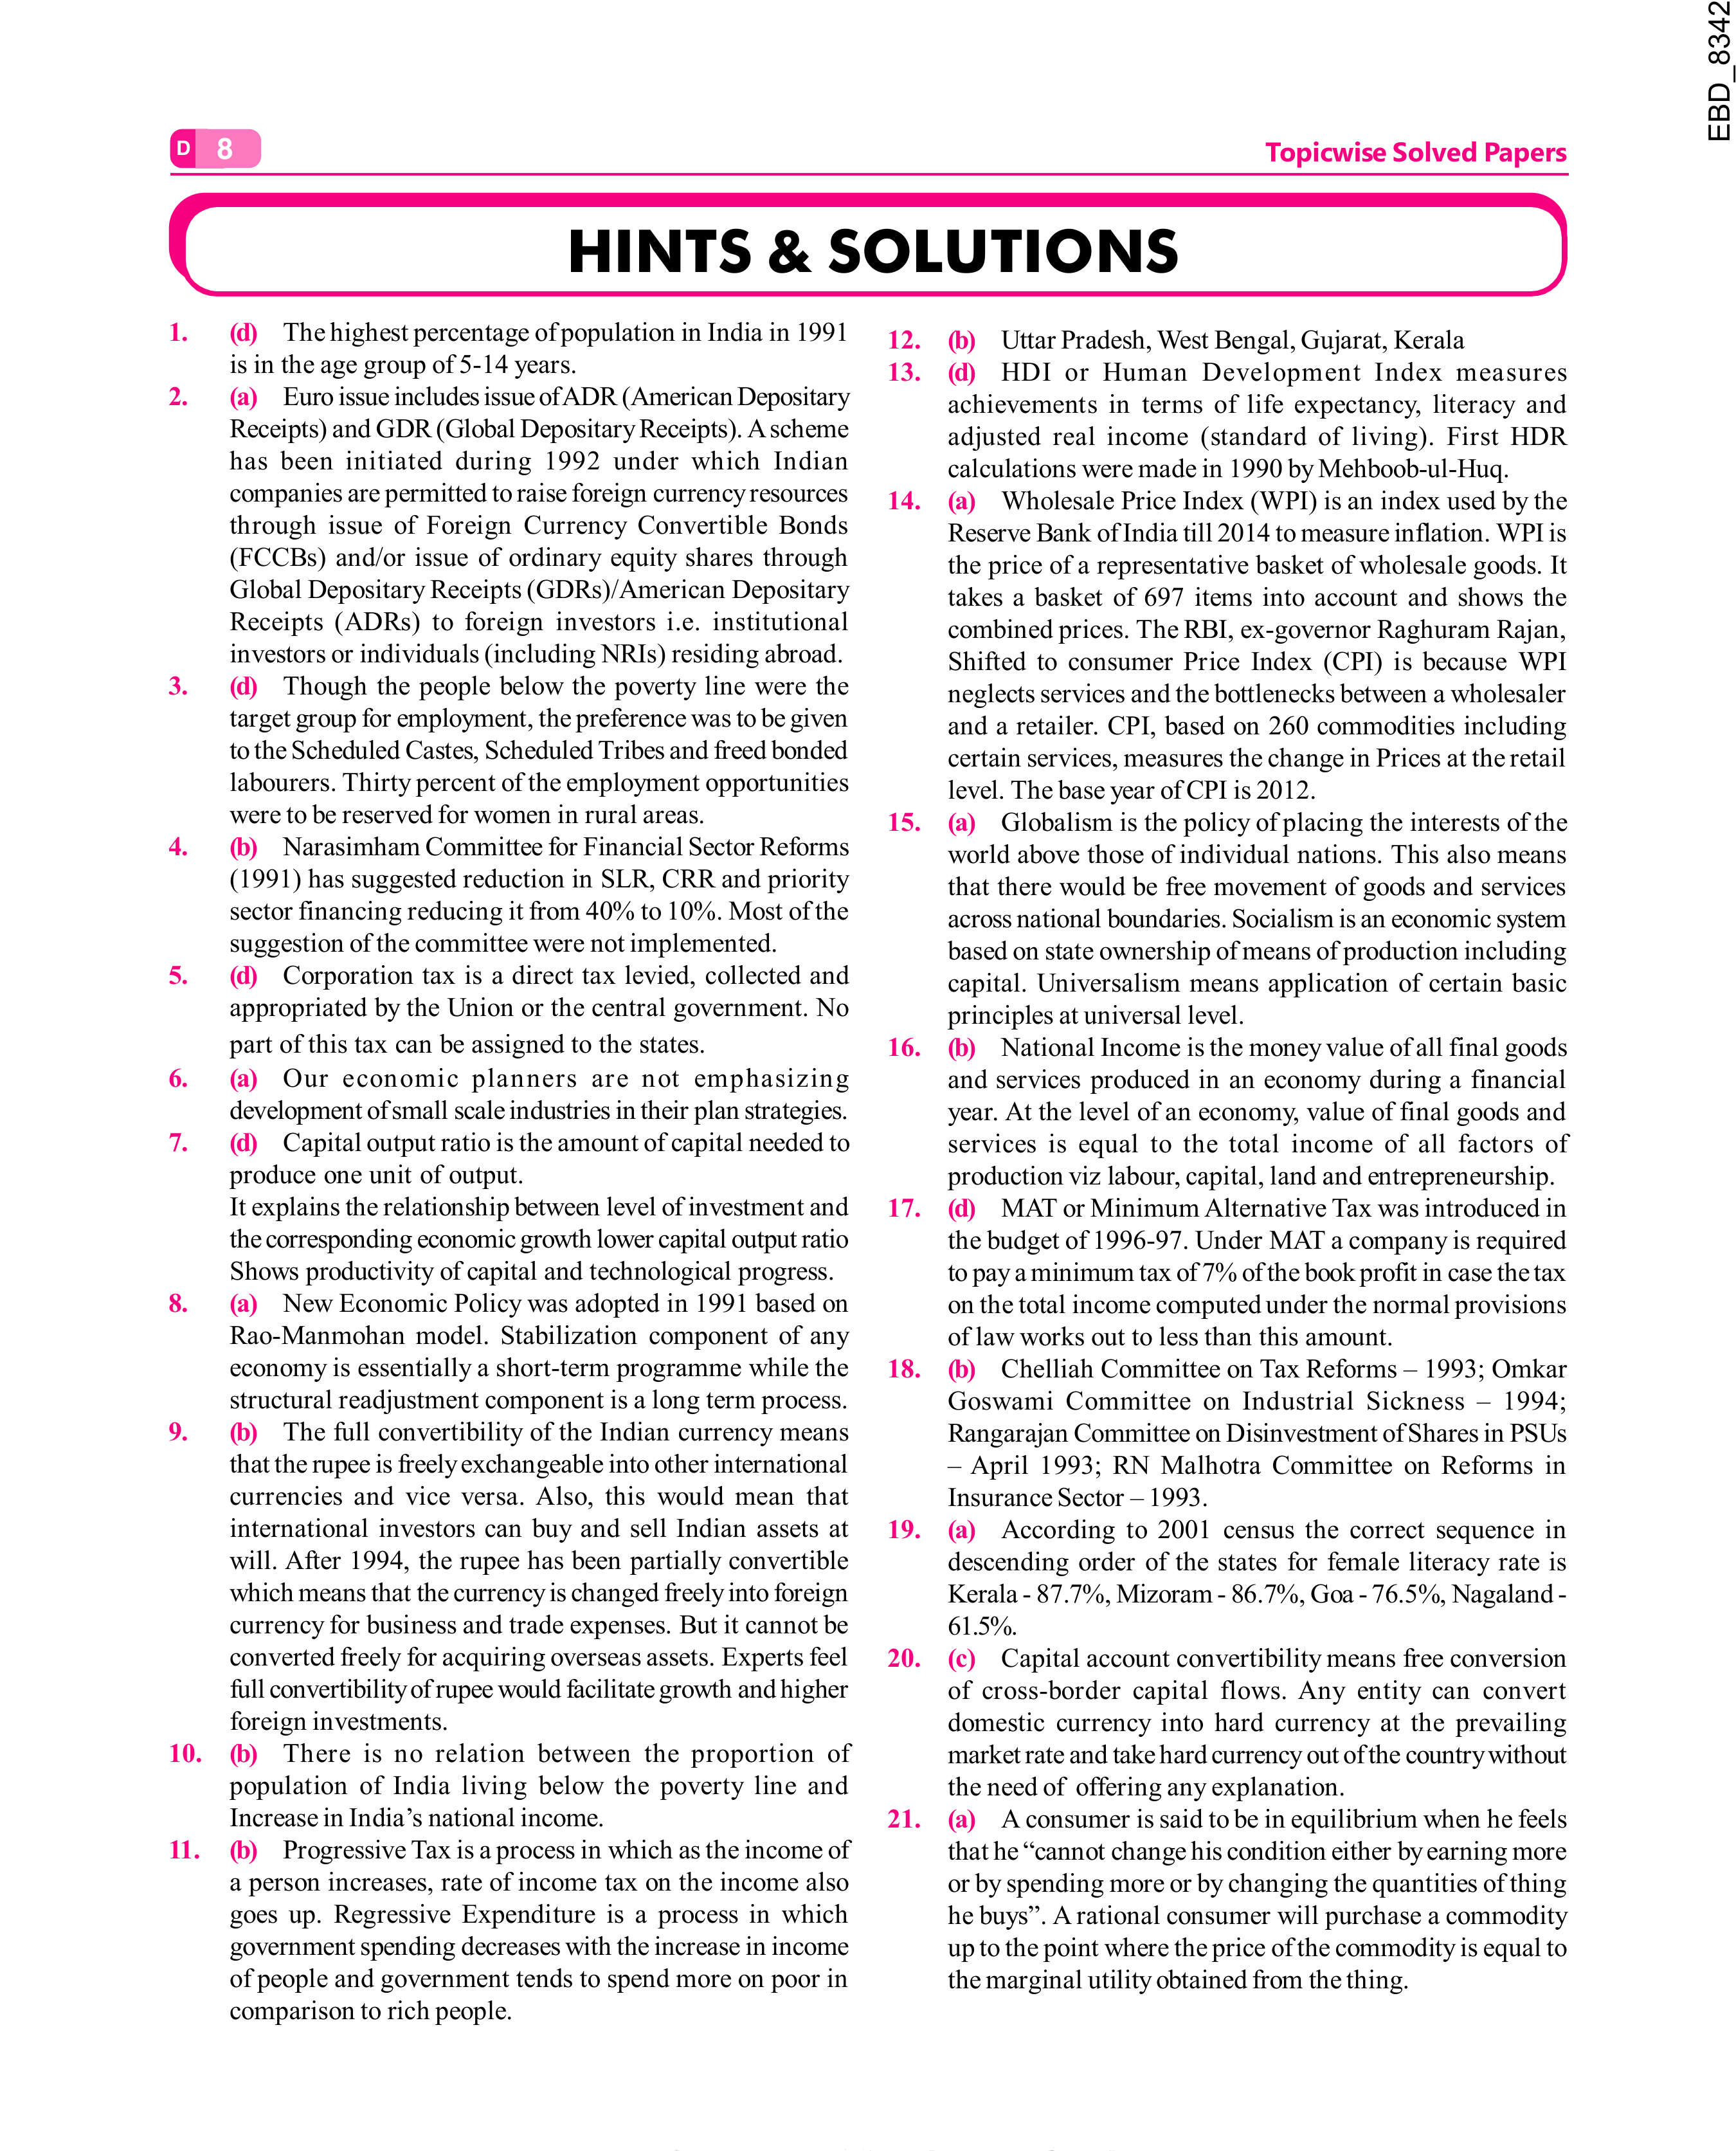 EBD_8342
D 8
Topicwise Solved Papers
HINTS & SOLUTIONS
1. (d) The highest percentage of population in India in 1991
is in the age group of 5-14 years.
2. (a) Euro issue includes issue of ADR (American Depositary
Receipts) and GDR (Global Depositary Receipts). A scheme
has been initiated during 1992 under which Indian
companies are permitted to raise foreign currency resources
through issue of Foreign Currency Convertible Bonds
(FCCBs) and/or issue of ordinary equity shares through
Global Depositary Receipts (GDRs)/American Depositary
Receipts (ADRs) to foreign investors i.e. institutional
investors or individuals (including NRIs) residing abroad.
3. (d) Though the people below the poverty line were the
target group for employment, the preference was to be given
to the Scheduled Castes, Scheduled Tribes and freed bonded
labourers. Thirty percent of the employment opportunities
were to be reserved for women in rural areas.
4. (b) Narasimham Committee for Financial Sector Reforms
(1991) has suggested reduction in SLR, CRR and priority
sector financing reducing it from 40% to 10%. Most of the
suggestion of the committee were not implemented.
5. (d) Corporation tax is a direct tax levied, collected and
appropriated by the Union or the central government. No
part of this tax can be assigned to the states.
6. (a) Our economic planners are not emphasizing
development of small scale industries in their plan strategies.
7. (d) Capital output ratio is the amount of capital needed to
produce one unit of output.
It explains the relationship between level of investment and
the corresponding economic growth lower capital output ratio
Shows productivity of capital and technological progress.
8. (a) New Economic Policy was adopted in 1991 based on
Rao-Manmohan model. Stabilization component of any
economy is essentially a short-term programme while the
structural readjustment component is a long term process.
9. (b) The full convertibility of the Indian currency means
that the rupee is freely exchangeable into other international
currencies and vice versa. Also, this would mean that
international investors can buy and sell Indian assets at
will. After 1994, the rupee has been partially convertible
which means that the currency is changed freely into foreign
currency for business and trade expenses. But it cannot be
converted freely for acquiring overseas assets. Experts feel
full convertibility of rupee would facilitate growth and higher
foreign investments.
10. (b) There is no relation between the proportion of
population of India living below the poverty line and
Increase in India’s national income.
11. (b) Progressive Tax is a process in which as the income of
a person increases, rate of income tax on the income also
goes up. Regressive Expenditure is a process in which
government spending decreases with the increase in income
of people and government tends to spend more on poor in
comparison to rich people.
12. (b) Uttar Pradesh, West Bengal, Gujarat, Kerala
13. (d) HDI or Human Development Index measures
achievements in terms of life expectancy, literacy and
adjusted real income (standard of living). First HDR
calculations were made in 1990 by Mehboob-ul-Huq.
14. (a) Wholesale Price Index (WPI) is an index used by the
Reserve Bank of India till 2014 to measure inflation. WPI is
the price of a representative basket of wholesale goods. It
takes a basket of 697 items into account and shows the
combined prices. The RBI, ex-governor Raghuram Rajan,
Shifted to consumer Price Index (CPI) is because WPI
neglects services and the bottlenecks between a wholesaler
and a retailer. CPI, based on 260 commodities including
certain services, measures the change in Prices at the retail
level. The base year of CPI is 2012.
15. (a) Globalism is the policy of placing the interests of the
world above those of individual nations. This also means
that there would be free movement of goods and services
across national boundaries. Socialism is an economic system
based on state ownership of means of production including
capital. Universalism means application of certain basic
principles at universal level.
16. (b) National Income is the money value of all final goods
and services produced in an economy during a financial
year. At the level of an economy, value of final goods and
services is equal to the total income of all factors of
production viz labour, capital, land and entrepreneurship.
17. (d) MAT or Minimum Alternative Tax was introduced in
the budget of 1996-97. Under MAT a company is required
to pay a minimum tax of 7% of the book profit in case the tax
on the total income computed under the normal provisions
of law works out to less than this amount.
18. (b) Chelliah Committee on Tax Reforms – 1993; Omkar
Goswami Committee on Industrial Sickness – 1994;
Rangarajan Committee on Disinvestment of Shares in PSUs
– April 1993; RN Malhotra Committee on Reforms in
Insurance Sector – 1993.
19. (a) According to 2001 census the correct sequence in
descending order of the states for female literacy rate is
Kerala - 87.7%, Mizoram - 86.7%, Goa - 76.5%, Nagaland -
61.5%.
20. (c) Capital account convertibility means free conversion
of cross-border capital flows. Any entity can convert
domestic currency into hard currency at the prevailing
market rate and take hard currency out of the country without
the need of offering any explanation.
21. (a) A consumer is said to be in equilibrium when he feels
that he “cannot change his condition either by earning more
or by spending more or by changing the quantities of thing
he buys”. A rational consumer will purchase a commodity
up to the point where the price of the commodity is equal to
the marginal utility obtained from the thing.